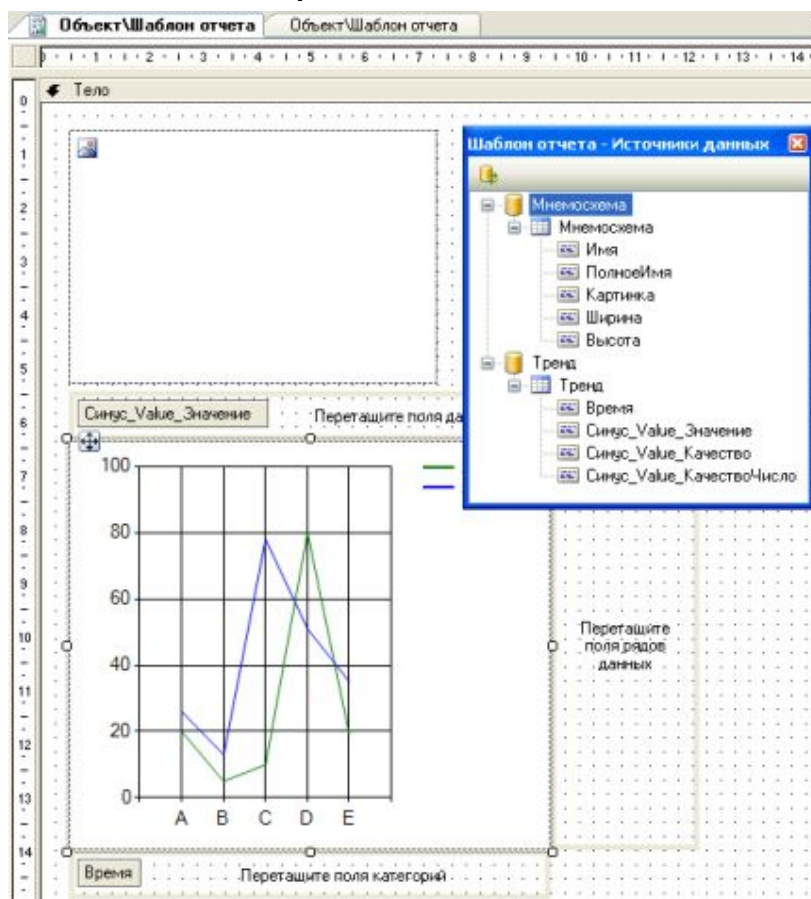 Объект\Шаблон отчета Объект\Шаблон отчета
1 2 3 4 5 6 7 8 9 10 11 12 13 14
Тело
0
1
2
3
4
5
6
7
8
9
10
11
12
13
14
Шаблон отчета - Источники данных
Мнемосхема
Мнемосхема
Имя
ПолноеИмя
Картинка
Ширина
Высота
Тренд
Тренд
Время
Синус_Value_Значение
Синус_Value_Качество
Синус_Value_КачествоЧисло
Синус_Value_Значение Перетащите поля да
100
80
60
40
20
0
A B C D E
Перетащите
поля рядов
данных
Время Перетащите поля категорий